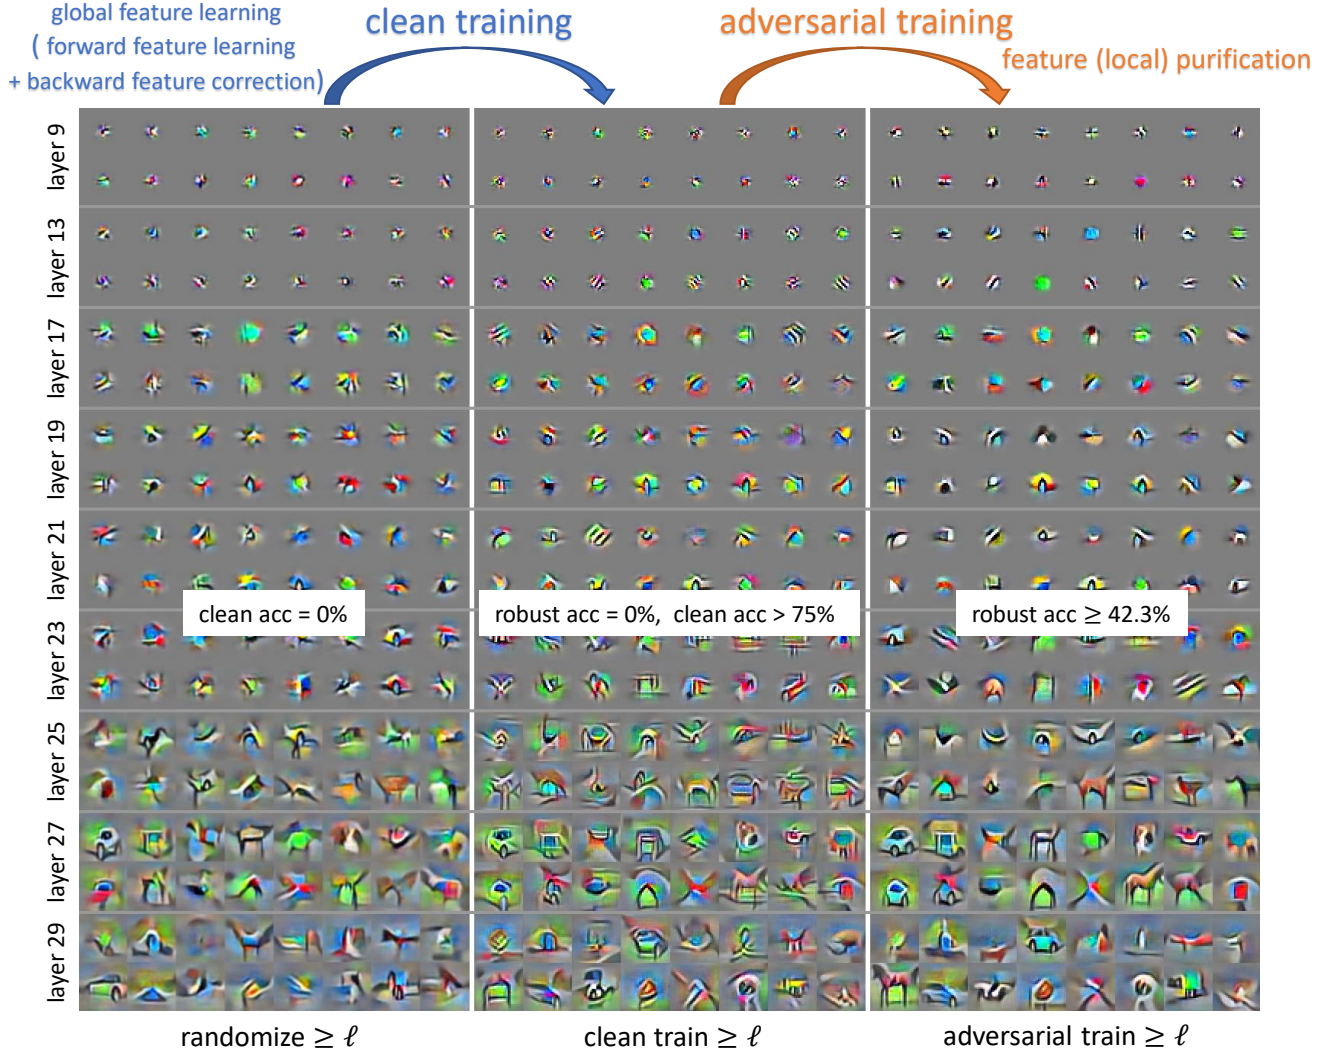 global feature learning
( forward feature learning
+ backward feature correction)
clean training
adversarial training
feature (local) purification
layer 9
layer 13
layer 17
layer 19
layer 21
clean acc = 0%
robust acc = 0%, clean acc > 75%
robust acc ≥ 42.3%
layer 23
layer 25
layer 27
layer 29
randomize ≥ ℓ
clean train ≥ ℓ
adversarial train ≥ ℓ